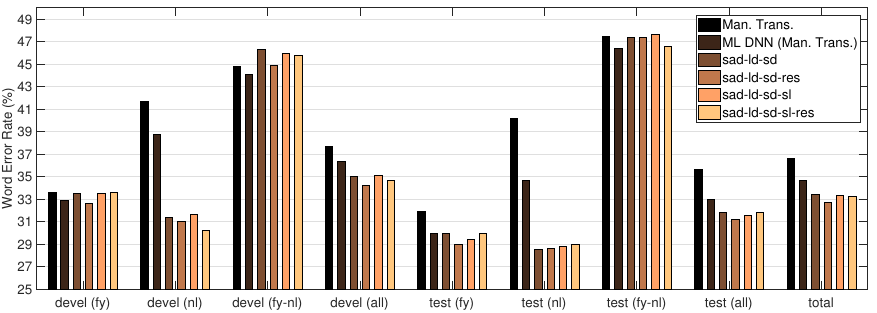 Word Error Rate (%)
49
47
45
43
41
39
37
35
33
31
29
27
25
devel (fy)
devel (nl)
devel (fy-nl)
devel (all)
test (fy)
test (nl)
test (fy-nl)
test (all)
total
Man. Trans.
ML DNN (Man. Trans.)
sad-ld-sd
sad-ld-sd-res
sad-ld-sd-sl
sad-ld-sd-sl-res